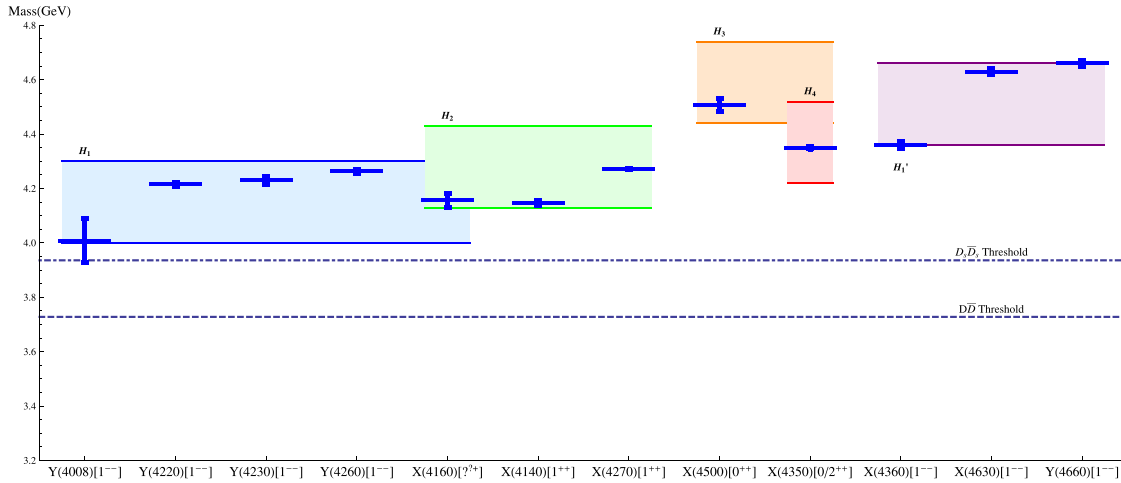 Mass(GeV)
4.8
4.6
4.4
4.2
4.0
3.8
3.6
3.4
3.2
H₁
H₂
H₃
H₄
H₁'
DₛD̅ₛ Threshold
DD̅ Threshold
Y(4008)[1⁻⁻] Y(4220)[1⁻⁻] Y(4230)[1⁻⁻] Y(4260)[1⁻⁻] X(4160)[?^{?+}] X(4140)[1⁺⁺] X(4270)[1⁺⁺] X(4500)[0⁺⁺] X(4350)[0/2⁺⁺] X(4360)[1⁻⁻] X(4630)[1⁻⁻] Y(4660)[1⁻⁻]